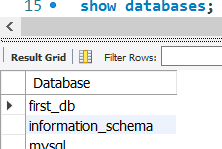 15 show databases;
Result Grid Filter Rows:
Database
first_db
information_schema
mysql